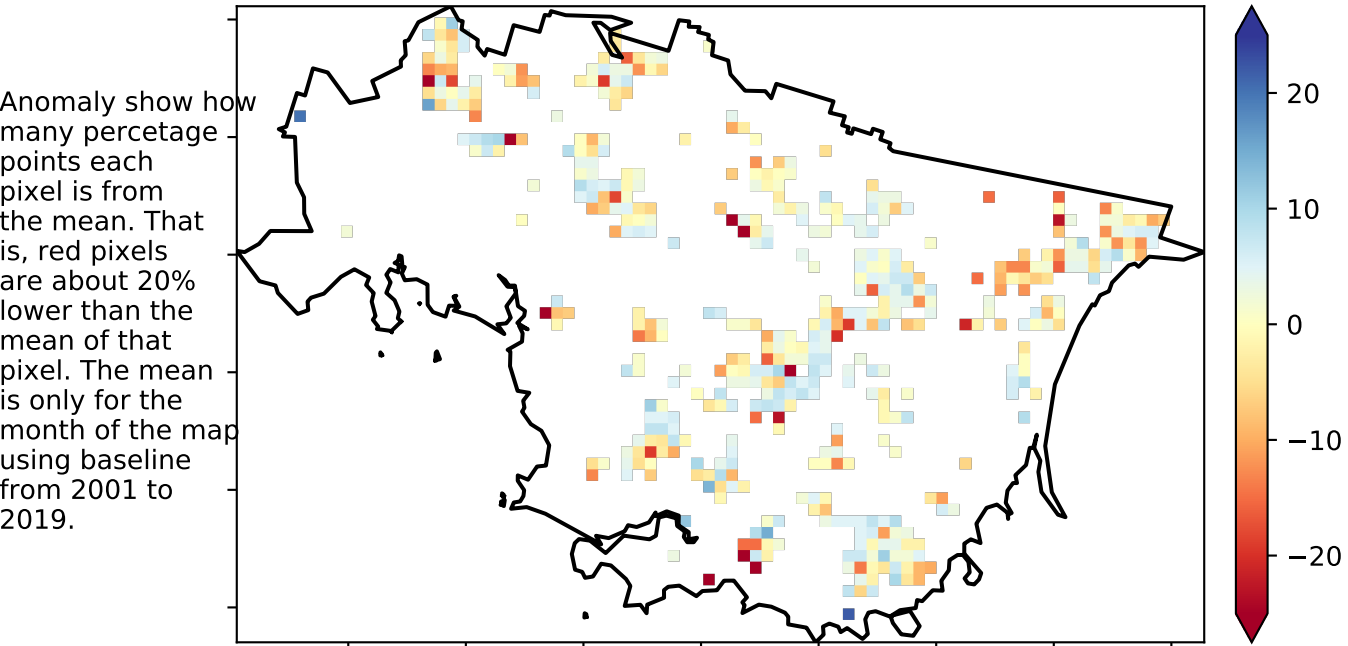 Anomaly show how
many percetage
points each
pixel is from
the mean. That
is, red pixels
are about 20%
lower than the
mean of that
pixel. The mean
is only for the
month of the map
using baseline
from 2001 to
2019.
20
10
0
−10
−20